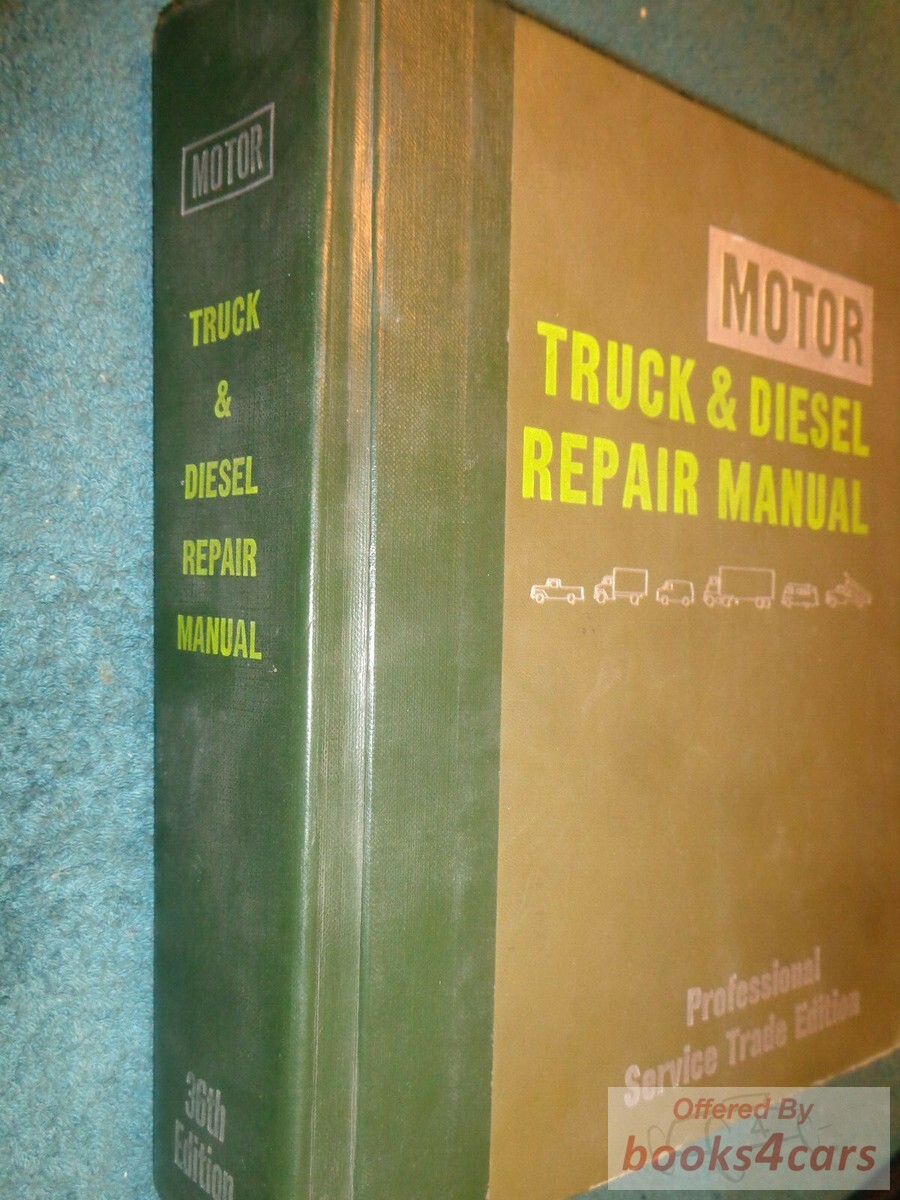 MOTOR
TRUCK
&
DIESEL
REPAIR
MANUAL
36th
Edition
MOTOR
TRUCK & DIESEL
REPAIR MANUAL
Professional
Service Trade Edition
Offered By
books4cars